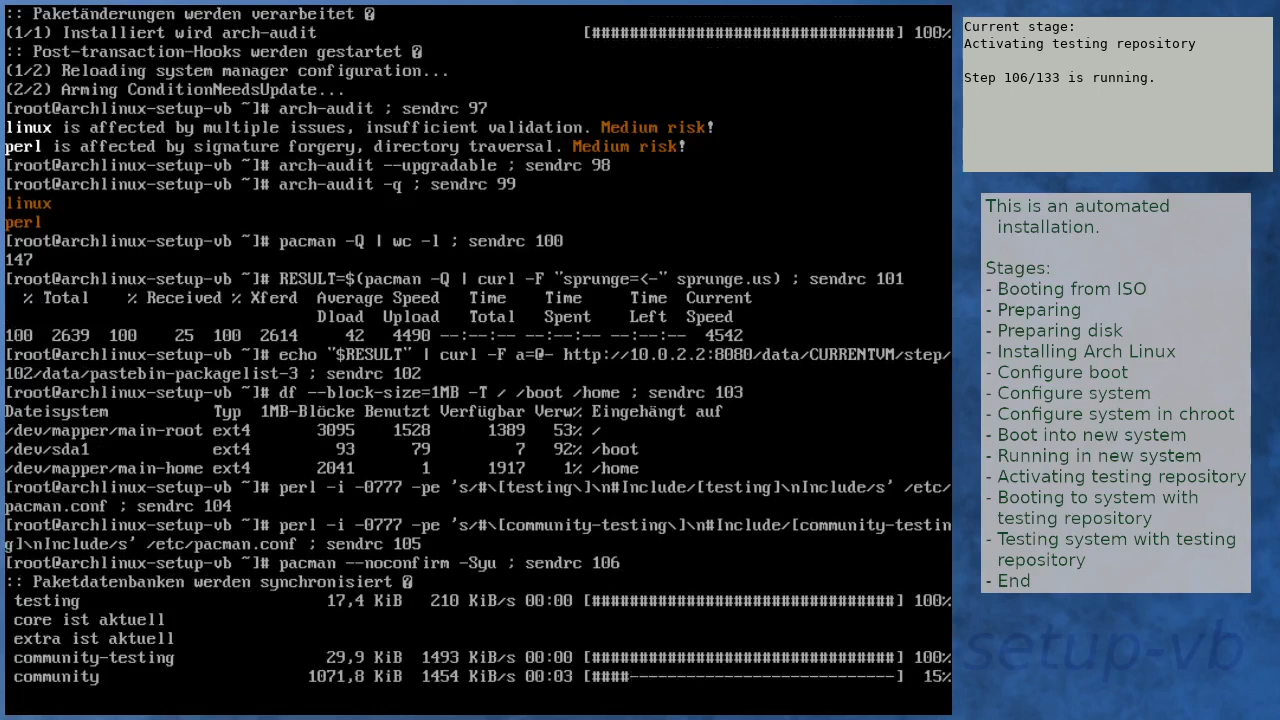 :: Paketänderungen werden verarbeitet �
(1/1) Installiert wird arch-audit [################################] 100%
:: Post-transaction-Hooks werden gestartet �
(1/2) Reloading system manager configuration...
(2/2) Arming ConditionNeedsUpdate...
[root@archlinux-setup-vb ~]# arch-audit ; sendrc 97
linux is affected by multiple issues, insufficient validation. Medium risk!
perl is affected by signature forgery, directory traversal. Medium risk!
[root@archlinux-setup-vb ~]# arch-audit --upgradable ; sendrc 98
[root@archlinux-setup-vb ~]# arch-audit -q ; sendrc 99
linux
perl
[root@archlinux-setup-vb ~]# pacman -Q | wc -l ; sendrc 100
147
[root@archlinux-setup-vb ~]# RESULT=$(pacman -Q | curl -F "sprunge=<-" sprunge.us) ; sendrc 101
% Total % Received % Xferd Average Speed Time Time Time Current
Dload Upload Total Spent Left Speed
100 2639 100 25 100 2614 42 4490 --:--:-- --:--:-- --:--:-- 4542
[root@archlinux-setup-vb ~]# echo "$RESULT" | curl -F a=@- http://10.0.2.2:8080/data/CURRENTVM/step/
102/data/pastebin-packagelist-3 ; sendrc 102
[root@archlinux-setup-vb ~]# df --block-size=1MB -T / /boot /home ; sendrc 103
Dateisystem Typ 1MB-Blöcke Benutzt Verfügbar Verw% Eingehängt auf
/dev/mapper/main-root ext4 3095 1528 1389 53% /
/dev/sda1 ext4 93 79 7 92% /boot
/dev/mapper/main-home ext4 2041 1 1917 1% /home
[root@archlinux-setup-vb ~]# perl -i -0777 -pe 's/#\[testing\]\n#Include/[testing]\nInclude/s' /etc/
pacman.conf ; sendrc 104
[root@archlinux-setup-vb ~]# perl -i -0777 -pe 's/#\[community-testing\]\n#Include/[community-testin
g]\nInclude/s' /etc/pacman.conf ; sendrc 105
[root@archlinux-setup-vb ~]# pacman --noconfirm -Syu ; sendrc 106
:: Paketdatenbanken werden synchronisiert �
testing 17,4 KiB 210 KiB/s 00:00 [################################] 100%
core ist aktuell
extra ist aktuell
community-testing 29,9 KiB 1493 KiB/s 00:00 [################################] 100%
community 1071,8 KiB 1454 KiB/s 00:03 [####----------------------------] 15%
Current stage:
Activating testing repository
Step 106/133 is running.
This is an automated
installation.
Stages:
- Booting from ISO
- Preparing
- Preparing disk
- Installing Arch Linux
- Configure boot
- Configure system
- Configure system in chroot
- Boot into new system
- Running in new system
- Activating testing repository
- Booting to system with
testing repository
- Testing system with testing
repository
- End
setup-vb